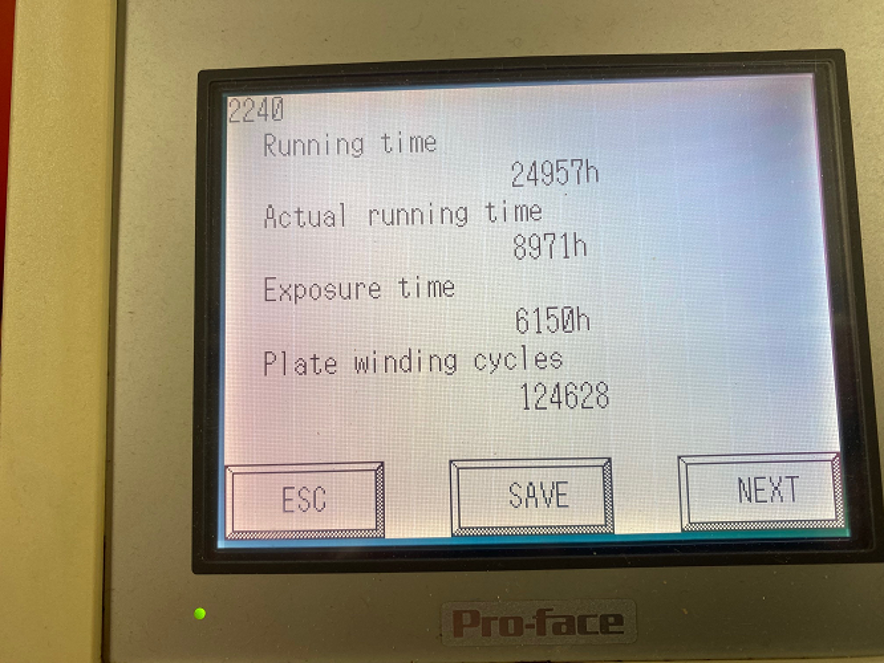 2240
Running time
24957h
Actual running time
8971h
Exposure time
6150h
Plate winding cycles
124628
ESC
SAVE
NEXT
Pro-face